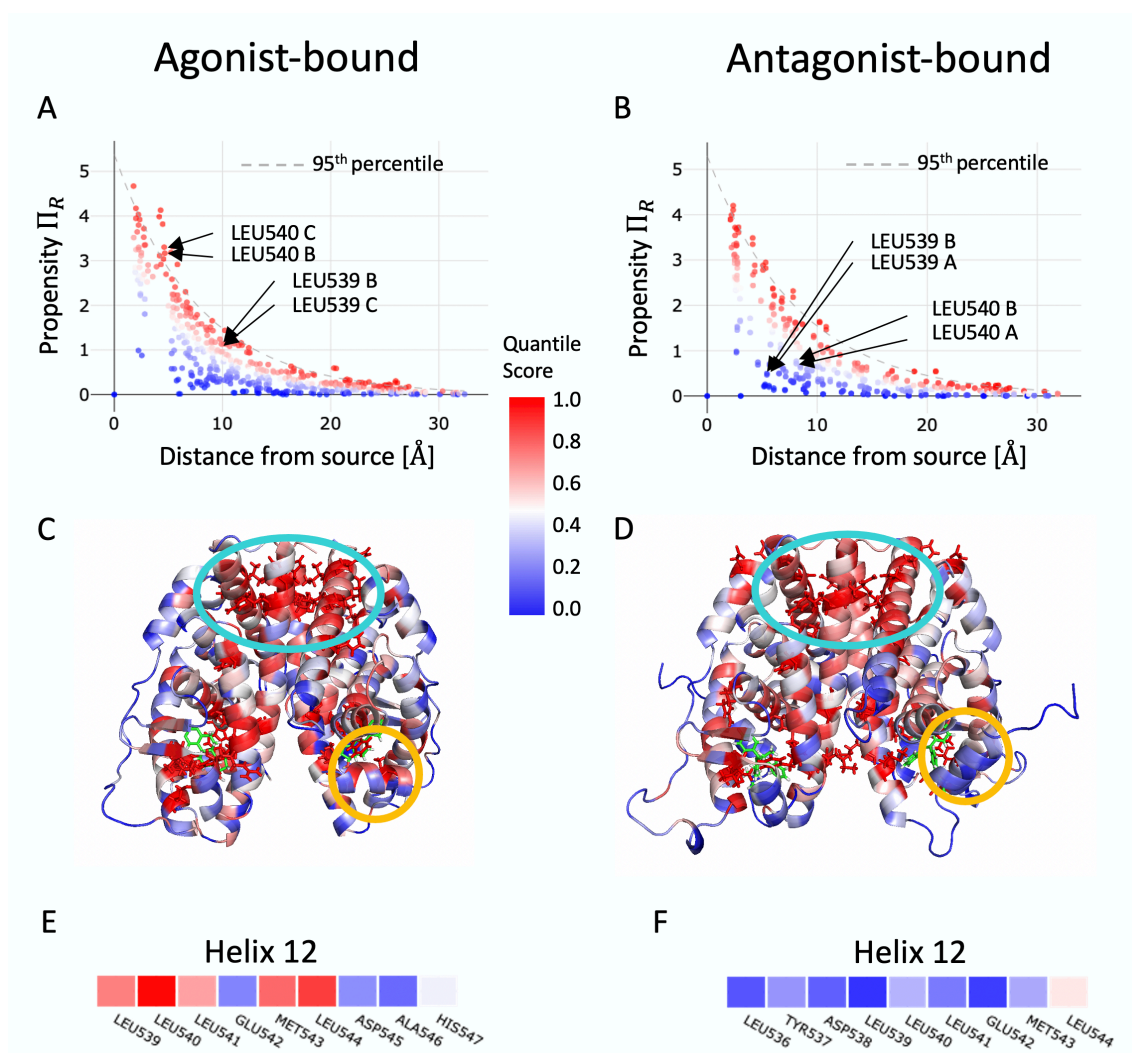 Agonist-bound
Antagonist-bound
A
B
95th percentile
95th percentile
Propensity Π_R
5
4
3
2
1
0
LEU540 C
LEU540 B
LEU539 B
LEU539 C
0
10
20
30
Distance from source [Å]
Propensity Π_R
5
4
3
2
1
0
LEU539 B
LEU539 A
LEU540 B
LEU540 A
0
10
20
30
Distance from source [Å]
Quantile
Score
1.0
0.8
0.6
0.4
0.2
0.0
C
D
E
Helix 12
LEU539
LEU540
LEU541
GLU542
MET543
LEU544
ASP545
ALA546
HIS547
F
Helix 12
LEU536
TYR537
ASP538
LEU539
LEU540
LEU541
GLU542
MET543
LEU544